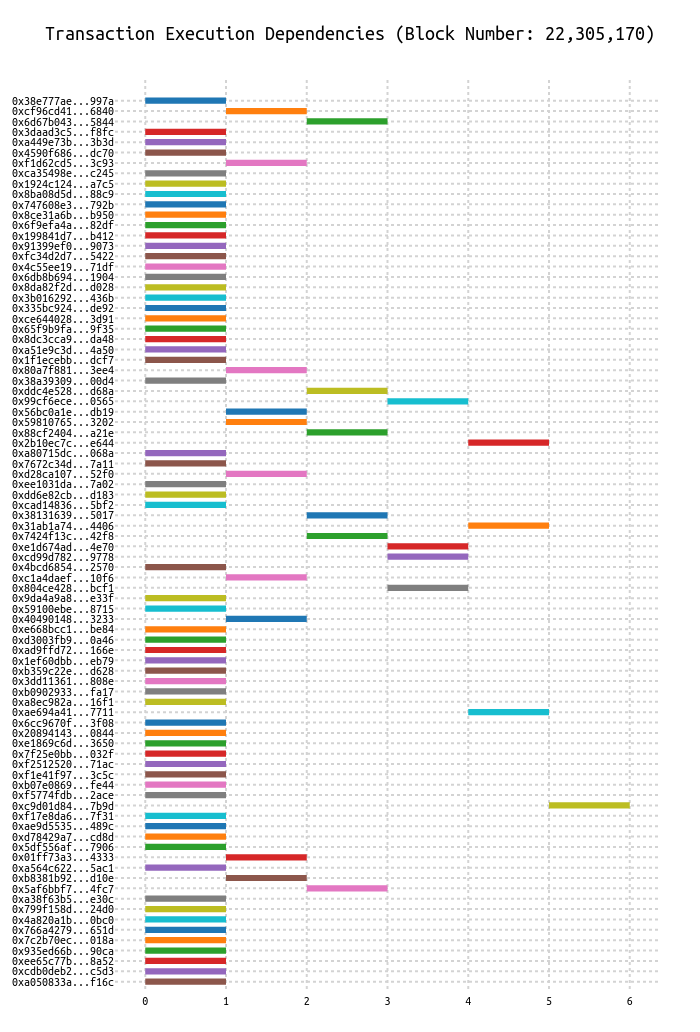 Transaction Execution Dependencies (Block Number: 22,305,170)
0x38e777ae...997a
0xcf96cd41...6840
0x6d67b043...5844
0x3daad3c5...f8fc
0xa449e73b...3b3d
0x4590f686...dc70
0xf1d62cd5...3c93
0xca35498e...c245
0x1924c124...a7c5
0x8ba08d5d...88c9
0x747608e3...792b
0x8ce31a6b...b950
0x6f9efa4a...82df
0x199841d7...b412
0x91399ef0...9073
0xfc34d2d7...5422
0x4c55ee19...71df
0x6db8b694...1904
0x8da82f2d...d028
0x3b016292...436b
0x335bc924...de92
0xce644028...3d91
0x65f9b9fa...9f35
0x8dc3cca9...da48
0xa51e9c3d...4a50
0x1f1ecebb...dcf7
0x80a7f881...3ee4
0x38a39309...00d4
0xddc4e528...d68a
0x99cf6ece...0565
0x56bc0a1e...db19
0x59810765...3202
0x88cf2404...a21e
0x2b10ec7c...e644
0xa80715dc...068a
0x7672c34d...7a11
0xd28ca107...52f0
0xee1031da...7a02
0xdd6e82cb...d183
0xcad14836...5bf2
0x38131639...5017
0x31ab1a74...4406
0x7424f13c...42f8
0xe1d674ad...4e70
0xcd99d782...9778
0x4bcd6854...2570
0xc1a4daef...10f6
0x804ce428...bcf1
0x9da4a9a8...e33f
0x59100ebe...8715
0x40490148...3233
0xe668bcc1...be84
0xd3003fb9...0a46
0xad9ffd72...166e
0x1ef60dbb...eb79
0xb359c22e...d628
0x3dd11361...808e
0xb0902933...fa17
0xa8ec982a...16f1
0xae694a41...7711
0x6cc9670f...3f08
0x20894143...0844
0xe1869c6d...3650
0x7f25e0bb...032f
0xf2512520...71ac
0xf1e41f97...3c5c
0xb07e0869...fe44
0xf5774fdb...2ace
0xc9d01d84...7b9d
0xf17e8da6...7f31
0xae9d5535...489c
0xd78429a7...cd8d
0x5df556af...7906
0x01ff73a3...4333
0xa564c622...5ac1
0xb8381b92...d10e
0x5af6bbf7...4fc7
0xa38f63b5...e30c
0x799f158d...24d0
0x4a820a1b...0bc0
0x766a4279...651d
0x7c2b70ec...018a
0x935ed66b...90ca
0xee65c77b...8a52
0xcdb0deb2...c5d3
0xa050833a...f16c
0 1 2 3 4 5 6